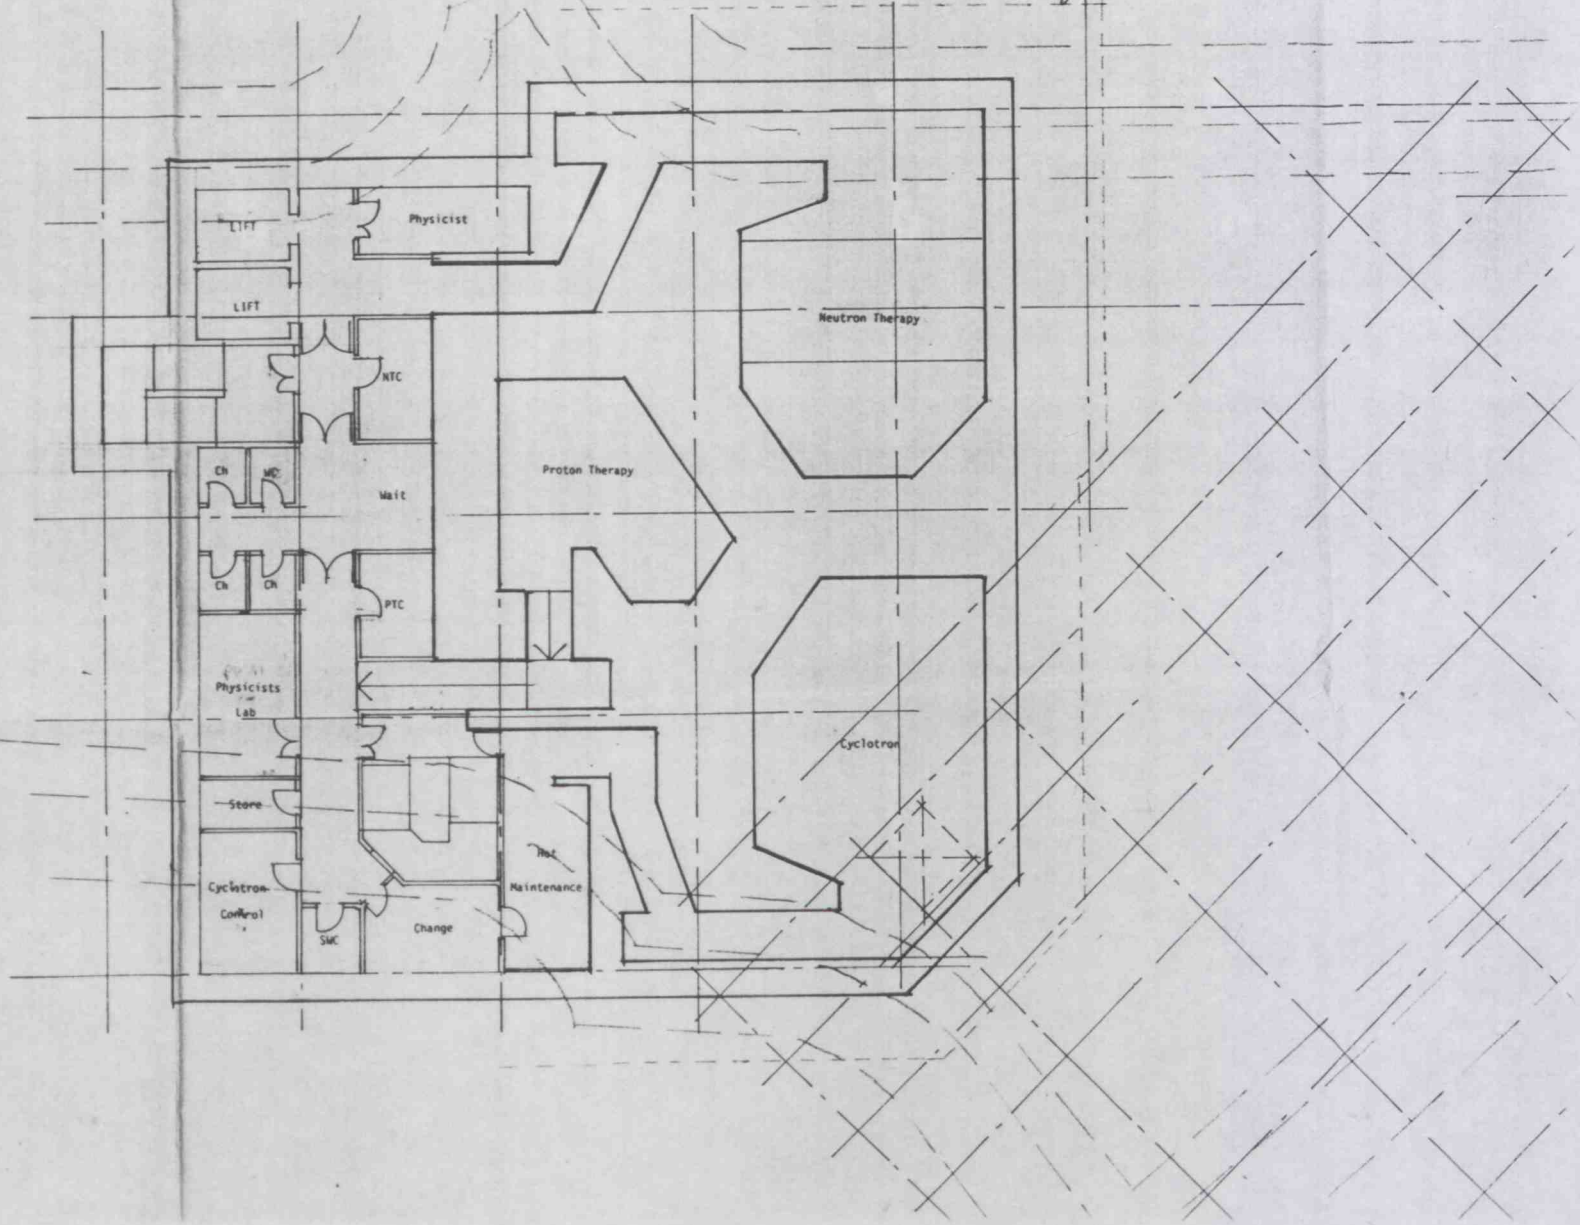 LIFT
Physicist
LIFT
Neutron Therapy
NTC
Ch
WC
Proton Therapy
Wait
Ch
Ch
PTC
Physicists
Lab
Cyclotron
Store
Hot
Maintenance
Cyclotron
Control
Change
SWC